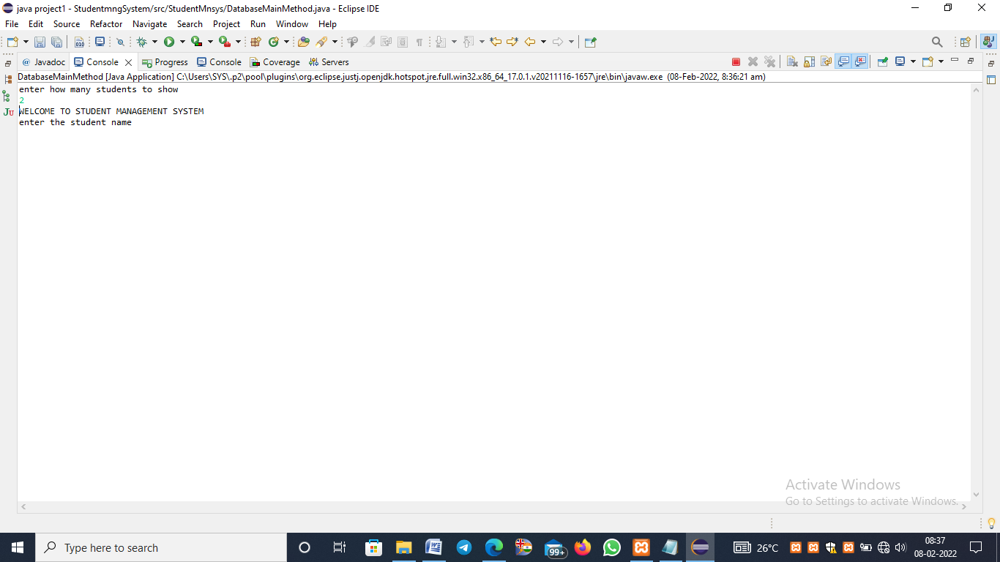 java project1 - StudentmngSystem/src/StudentMnsys/DatabaseMainMethod.java - Eclipse IDE
File Edit Source Refactor Navigate Search Project Run Window Help
@ Javadoc Console Progress Console Coverage Servers
DatabaseMainMethod [Java Application] C:\Users\SYS\.p2\pool\plugins\org.eclipse.justj.openjdk.hotspot.jre.full.win32.x86_64_17.0.1.v20211116-1657\jre\bin\javaw.exe (08-Feb-2022, 8:36:21 am)
enter how many students to show
2
WELCOME TO STUDENT MANAGEMENT SYSTEM
enter the student name
Activate Windows
Go to Settings to activate Windows.
Type here to search
99+
26°C
08:37
08-02-2022